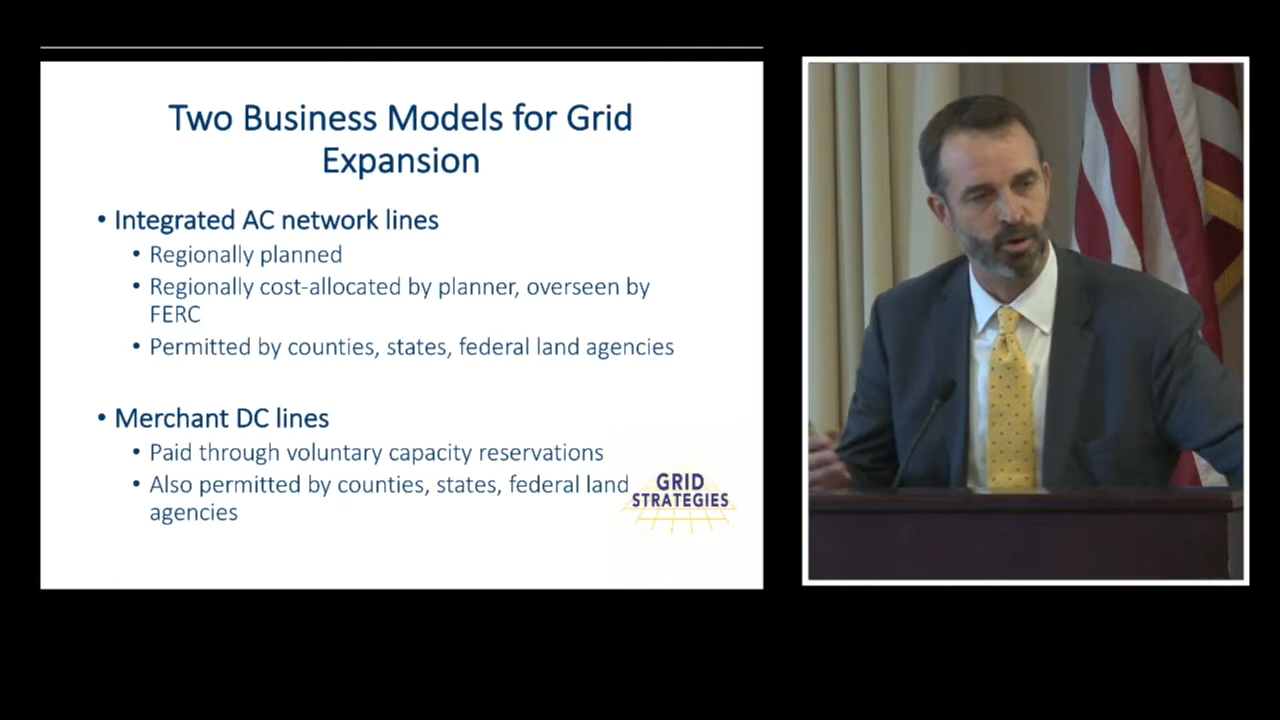 Two Business Models for Grid
Expansion
• Integrated AC network lines
• Regionally planned
• Regionally cost-allocated by planner, overseen by
FERC
• Permitted by counties, states, federal land agencies
• Merchant DC lines
• Paid through voluntary capacity reservations
• Also permitted by counties, states, federal land
agencies
GRID
STRATEGIES